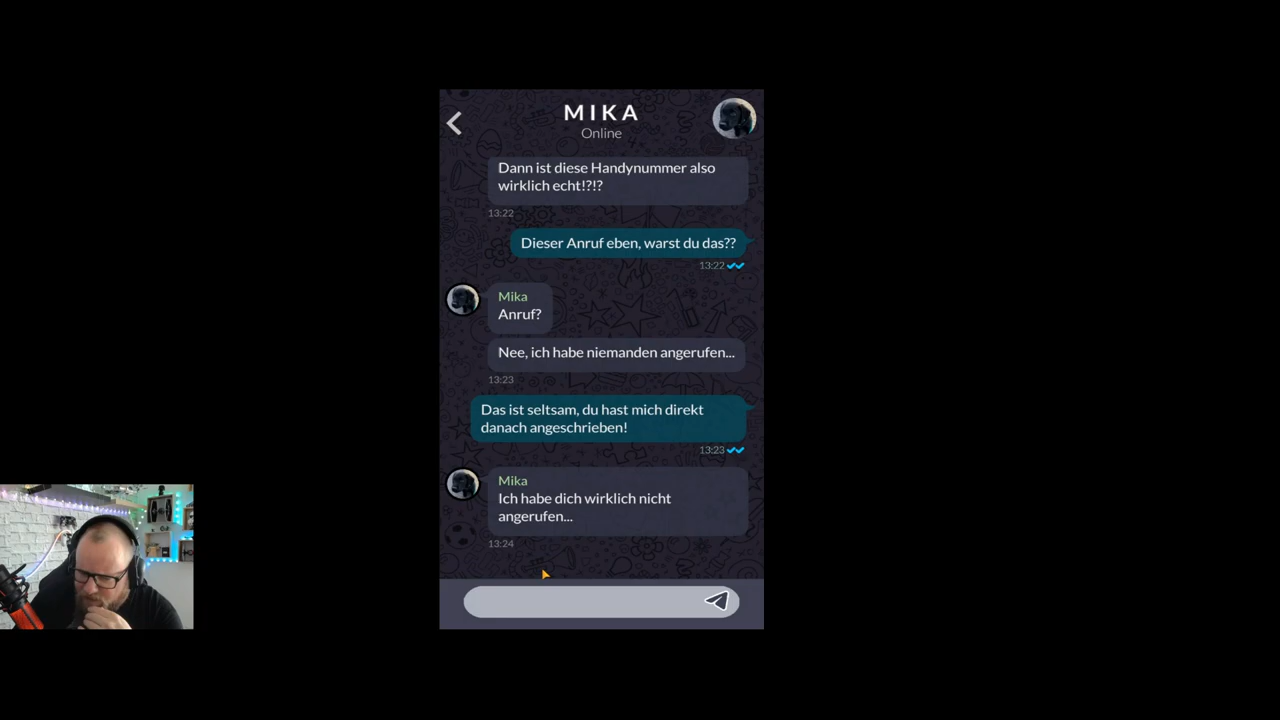 MIKA
Online
Dann ist diese Handynummer also
wirklich echt!?!?
13:22
Dieser Anruf eben, warst du das??
13:22
Mika
Anruf?
Nee, ich habe niemanden angerufen...
13:23
Das ist seltsam, du hast mich direkt
danach angeschrieben!
13:23
Mika
Ich habe dich wirklich nicht
angerufen...
13:24